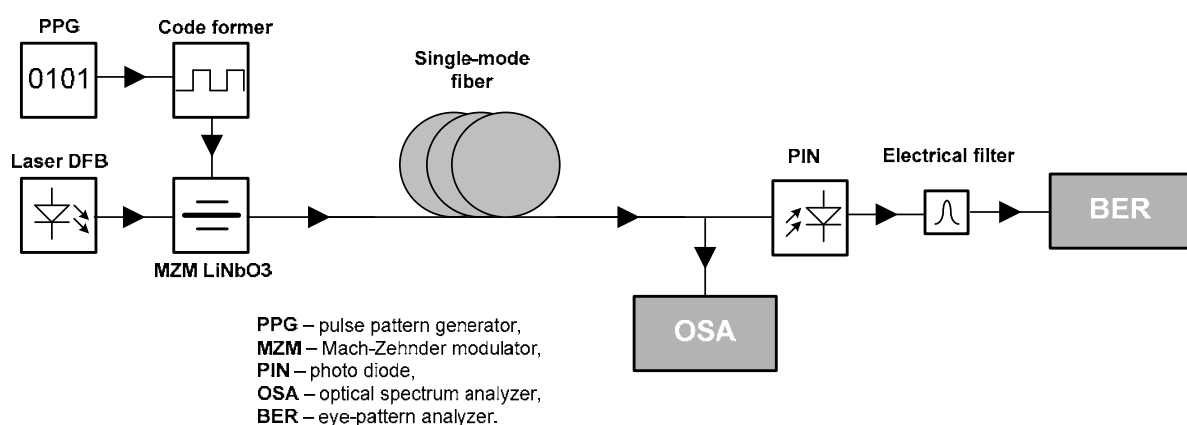 PPG
Code former
0101
Single-mode
fiber
Laser DFB
MZM LiNbO3
PIN
Electrical filter
BER
OSA
PPG – pulse pattern generator,
MZM – Mach-Zehnder modulator,
PIN – photo diode,
OSA – optical spectrum analyzer,
BER – eye-pattern analyzer.